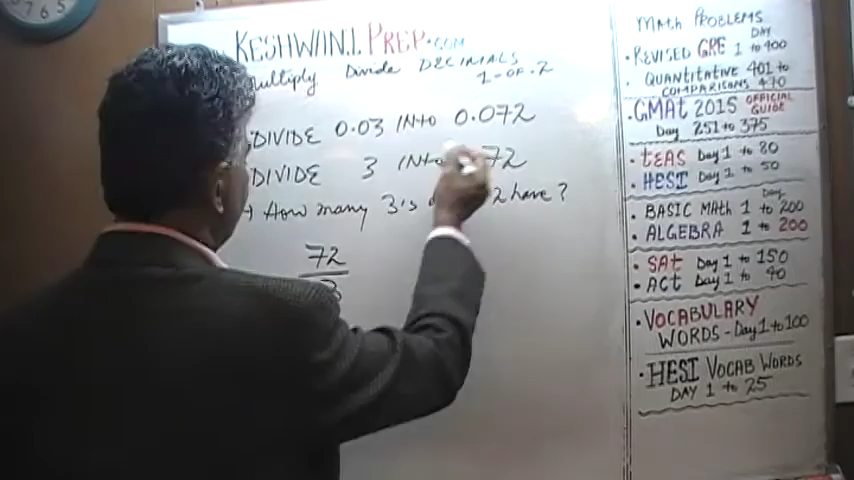 7 6 5
KESHWANI PREP.COM
Multiply Divide DECIMALS
1-OF-2
DIVIDE 0.03 INTO 0.072
DIVIDE 3 INTO 72
How many 3's 2 have?
72
3
MATH PROBLEMS
DAY
• REVISED GRE 1 to 400
QUANTITATIVE 401 to
COMPARISONS 470
• GMAT 2015 OFFICIAL GUIDE
Day 251 to 375
• TEAS Day 1 to 80
• HESI Day 1 to 50
Day
• BASIC MATH 1 to 200
• ALGEBRA 1 to 200
• SAT Day 1 to 150
• ACT Day 1 to 90
• VOCABULARY
WORDS - Day 1 to 100
• HESI VOCAB WORDS
DAY 1 to 25